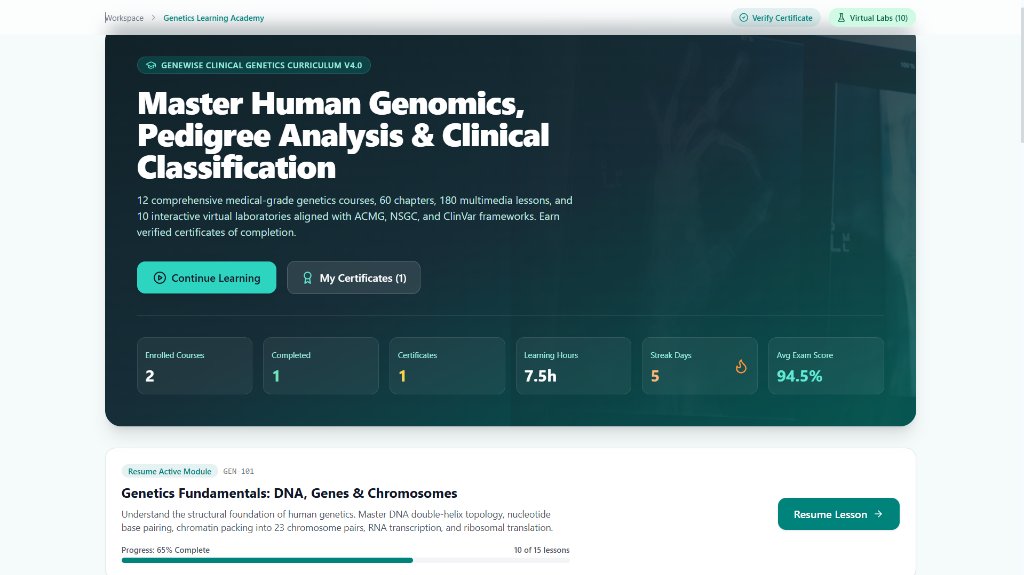 Workspace > Genetics Learning Academy
Verify Certificate
Virtual Labs (10)
GENEWISE CLINICAL GENETICS CURRICULUM V4.0
Master Human Genomics,
Pedigree Analysis & Clinical
Classification
12 comprehensive medical-grade genetics courses, 60 chapters, 180 multimedia lessons, and
10 interactive virtual laboratories aligned with ACMG, NSGC, and ClinVar frameworks. Earn
verified certificates of completion.
Continue Learning
My Certificates (1)
Enrolled Courses
2
Completed
1
Certificates
1
Learning Hours
7.5h
Streak Days
5
Avg Exam Score
94.5%
Resume Active Module GEN 101
Genetics Fundamentals: DNA, Genes & Chromosomes
Understand the structural foundation of human genetics. Master DNA double-helix topology, nucleotide
base pairing, chromatin packing into 23 chromosome pairs, RNA transcription, and ribosomal translation.
Resume Lesson →
Progress: 65% Complete
10 of 15 lessons